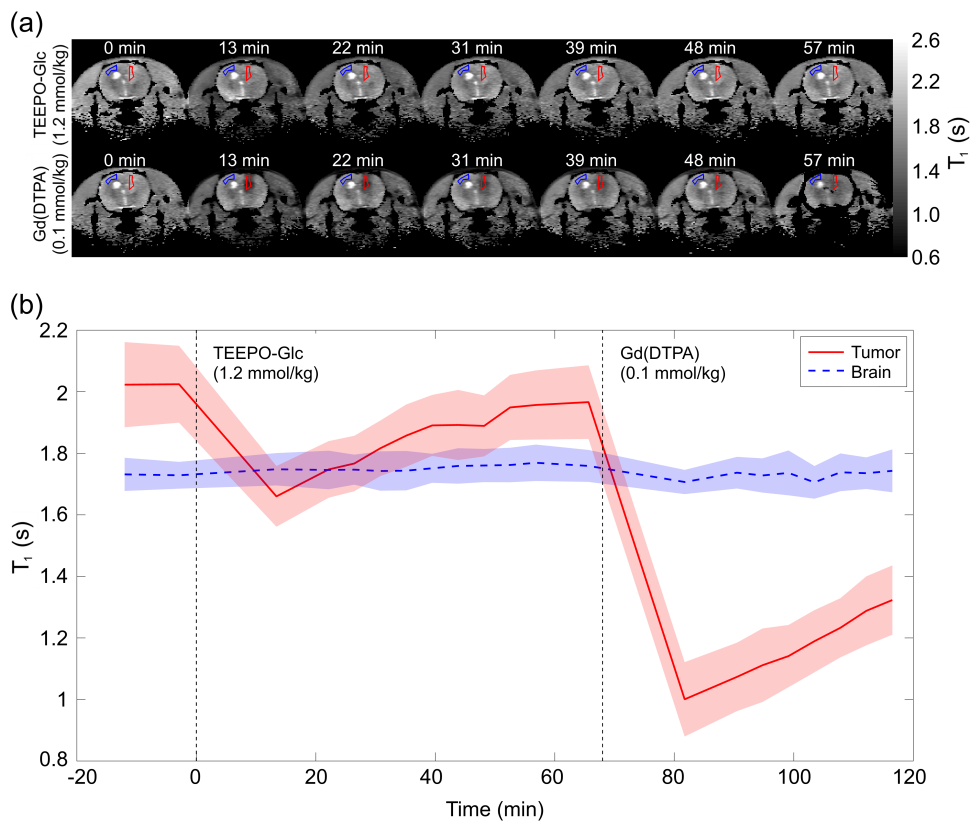 (a)
TEEPO-Glc
(1.2 mmol/kg)
0 min
13 min
22 min
31 min
39 min
48 min
57 min
Gd(DTPA)
(0.1 mmol/kg)
0 min
13 min
22 min
31 min
39 min
48 min
57 min
2.6
2.2
1.8
1.4
1.0
0.6
T₁ (s)
(b)
2.2
2
1.8
1.6
1.4
1.2
1
0.8
T₁ (s)
TEEPO-Glc
(1.2 mmol/kg)
Gd(DTPA)
(0.1 mmol/kg)
Tumor
Brain
-20
0
20
40
60
80
100
120
Time (min)